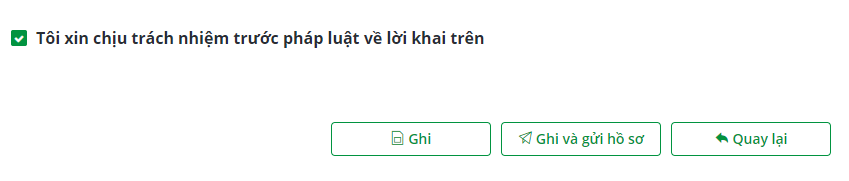 Tôi xin chịu trách nhiệm trước pháp luật về lời khai trên
Ghi
Ghi và gửi hồ sơ
Quay lại